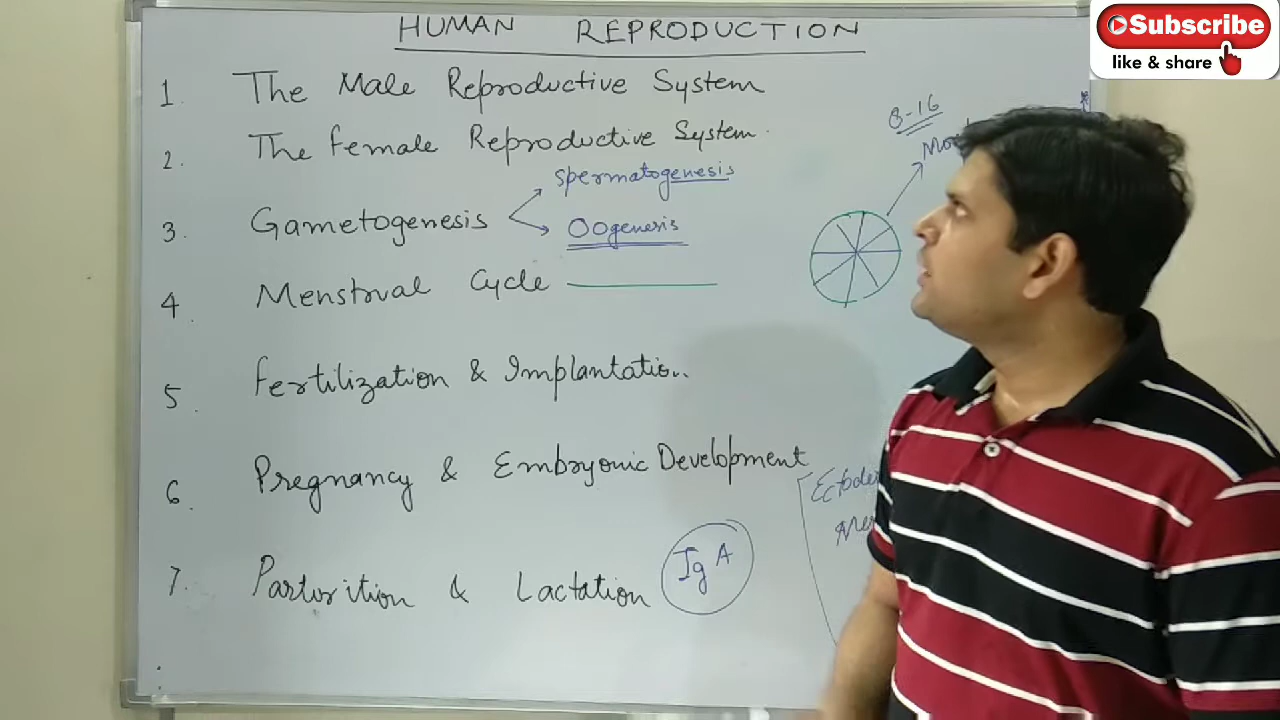 HUMAN REPRODUCTION
Subscribe
like & share
1. The Male Reproductive System
2. The female Reproductive System.
3. Gametogenesis
spermatogenesis
Oogenesis
4. Menstrual Cycle
5. fertilization & Implantation.
6. Pregnancy & Embryonic Development
7. Parturition & Lactation
IgA
8-16